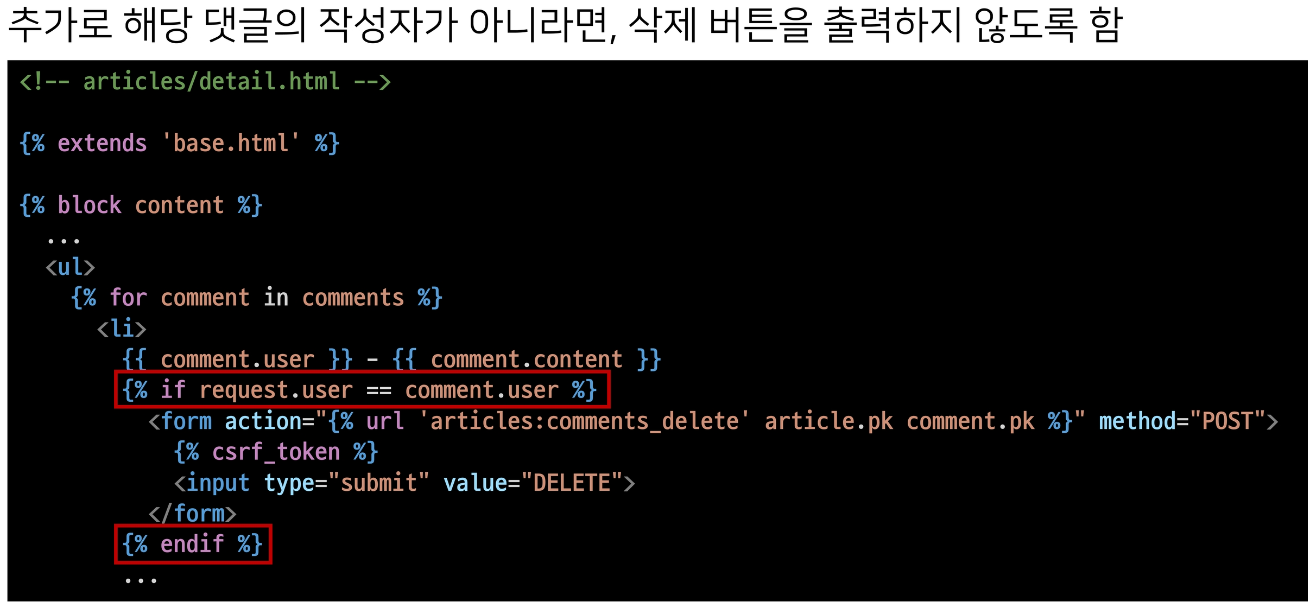 추가로 해당 댓글의 작성자가 아니라면, 삭제 버튼을 출력하지 않도록 함
<!-- articles/detail.html -->
{% extends 'base.html' %}
{% block content %}
...
<ul>
{% for comment in comments %}
<li>
{{ comment.user }} - {{ comment.content }}
{% if request.user == comment.user %}
<form action="{% url 'articles:comments_delete' article.pk comment.pk %}" method="POST">
{% csrf_token %}
<input type="submit" value="DELETE">
</form>
{% endif %}
...